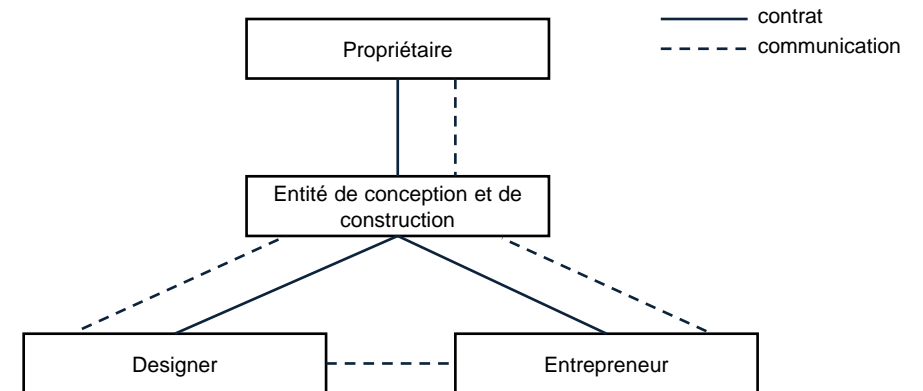 contrat
communication
Propriétaire
Entité de conception et de
construction
Designer
Entrepreneur